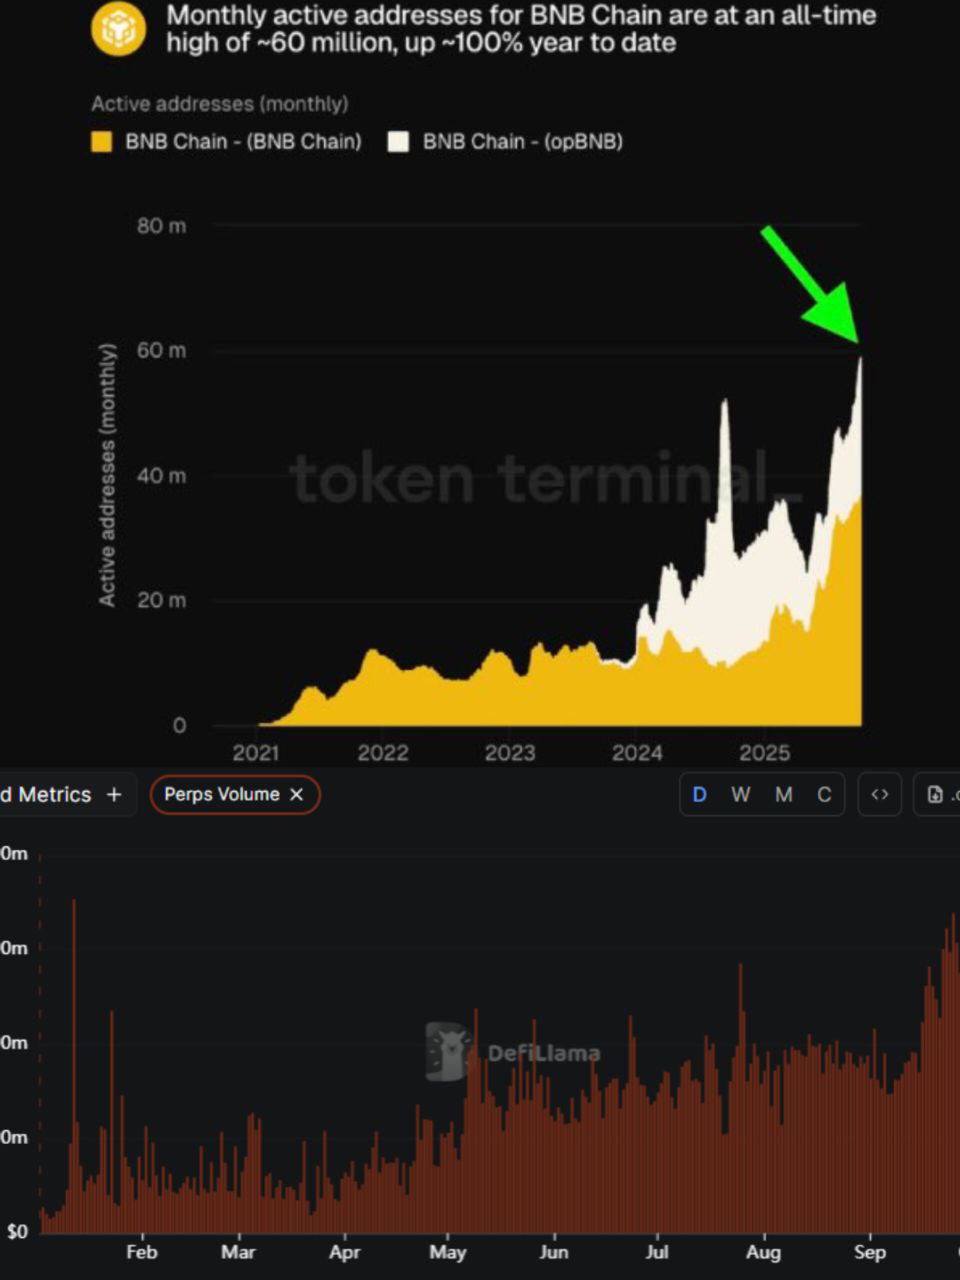 Monthly active addresses for BNB Chain are at an all-time
high of ~60 million, up ~100% year to date
Active addresses (monthly)
BNB Chain - (BNB Chain)
BNB Chain - (opBNB)
80 m
60 m
40 m
20 m
0
Active addresses (monthly)
token terminal_
2021
2022
2023
2024
2025
d Metrics +
Perps Volume ×
D W M C
<>
.c
0m
0m
0m
0m
$0
DefiLlama
Feb
Mar
Apr
May
Jun
Jul
Aug
Sep